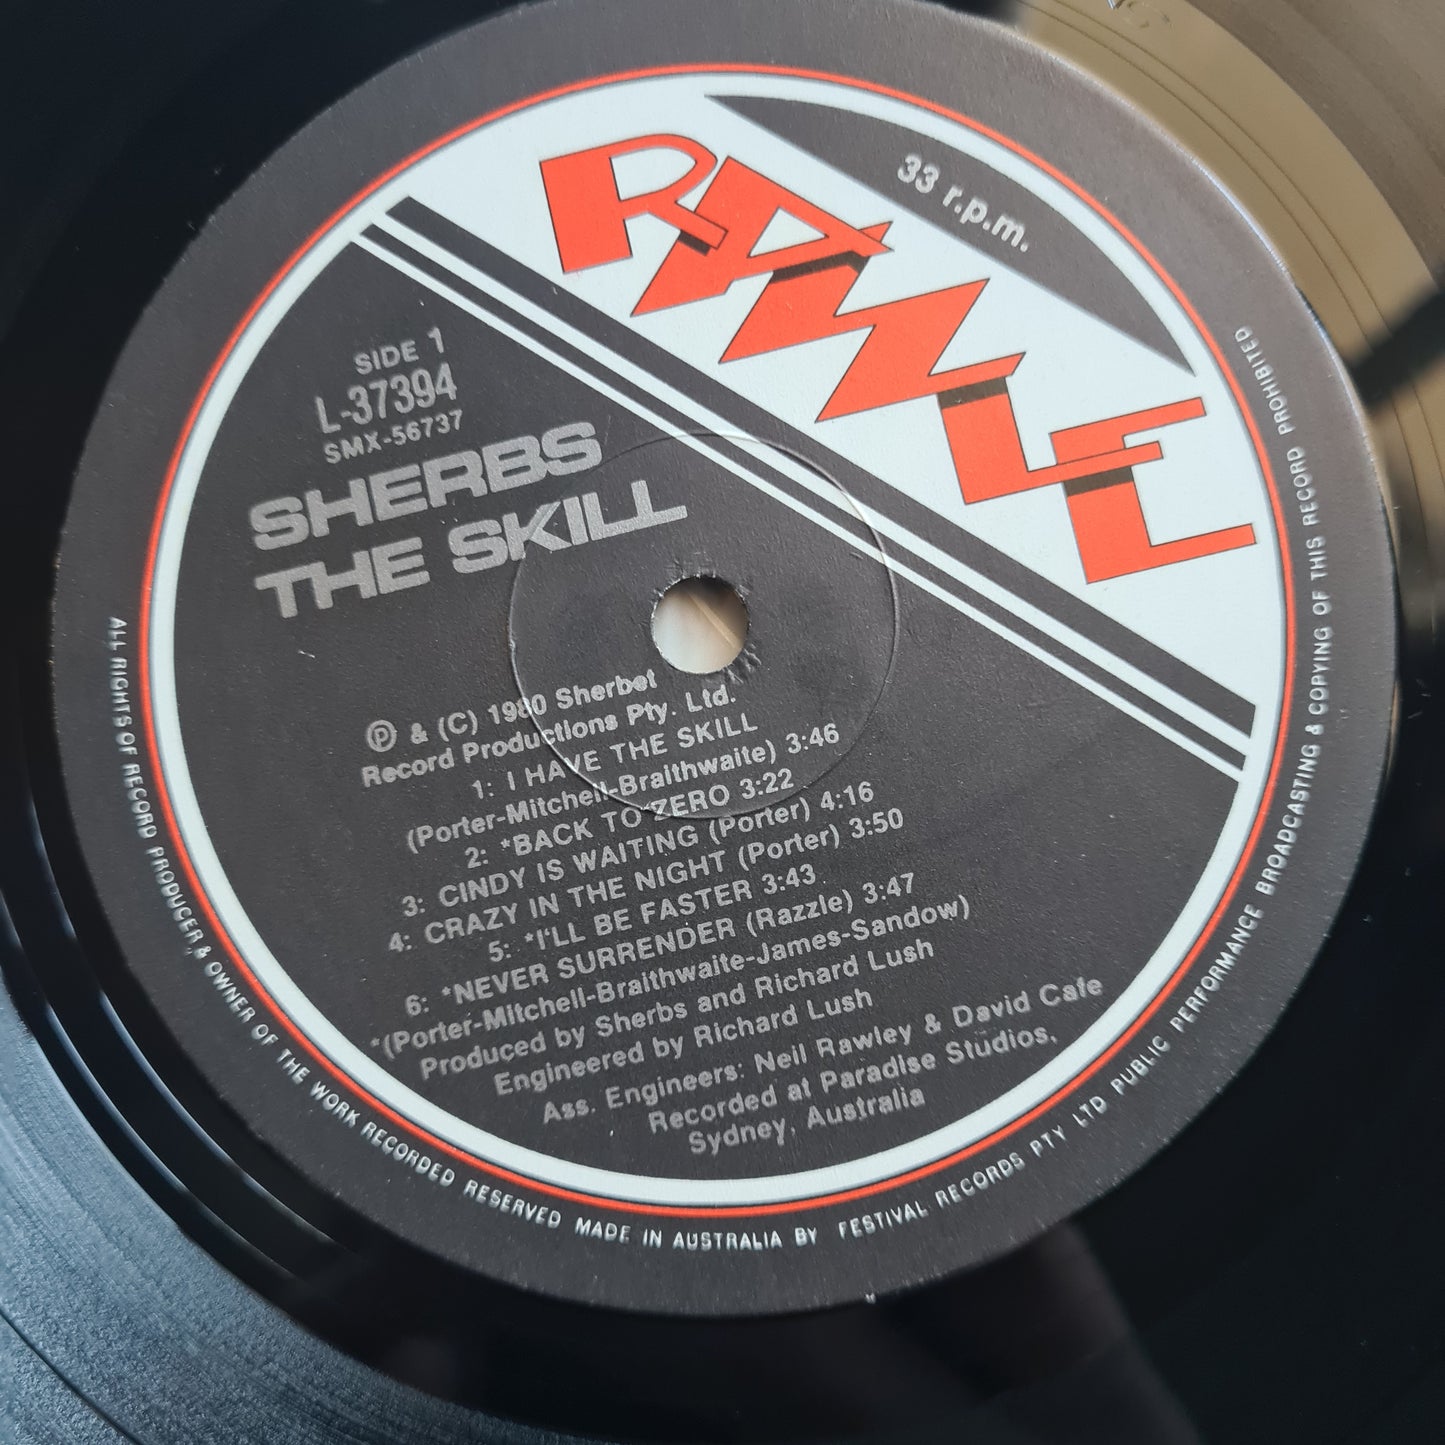 33 r.p.m.
RAZZLE
SIDE 1
L-37394
SMX-56737
SHERBS
THE SKILL
℗ & (C) 1980 Sherbet
Record Productions Pty. Ltd.
1: I HAVE THE SKILL
(Porter-Mitchell-Braithwaite) 3:46
2: *BACK TO ZERO 3:22
3: CINDY IS WAITING (Porter) 4:16
4: CRAZY IN THE NIGHT (Porter) 3:50
5: *I'LL BE FASTER 3:43
6: *NEVER SURRENDER (Razzle) 3:47
*(Porter-Mitchell-Braithwaite-James-Sandow)
Produced by Sherbs and Richard Lush
Engineered by Richard Lush
Ass. Engineers: Neil Rawley & David Cafe
Recorded at Paradise Studios,
Sydney, Australia
ALL RIGHTS OF RECORD PRODUCER & OWNER OF THE WORK RECORDED RESERVED MADE IN AUSTRALIA BY FESTIVAL RECORDS PTY LTD PUBLIC PERFORMANCE BROADCASTING & COPYING OF THIS RECORD PROHIBITED